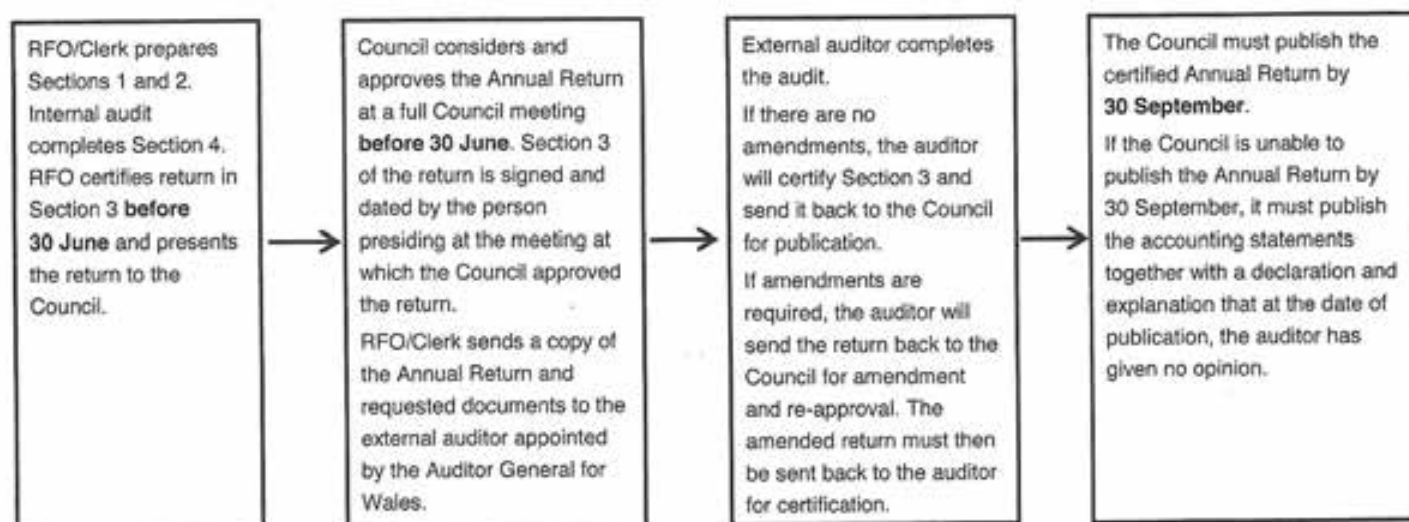 RFO/Clerk prepares
Sections 1 and 2.
Internal audit
completes Section 4.
RFO certifies return in
Section 3 before
30 June and presents
the return to the
Council.
Council considers and
approves the Annual Return
at a full Council meeting
before 30 June. Section 3
of the return is signed and
dated by the person
presiding at the meeting at
which the Council approved
the return.
RFO/Clerk sends a copy of
the Annual Return and
requested documents to the
external auditor appointed
by the Auditor General for
Wales.
External auditor completes
the audit.
If there are no
amendments, the auditor
will certify Section 3 and
send it back to the Council
for publication.
If amendments are
required, the auditor will
send the return back to the
Council for amendment
and re-approval. The
amended return must then
be sent back to the auditor
for certification.
The Council must publish the
certified Annual Return by
30 September.
If the Council is unable to
publish the Annual Return by
30 September, it must publish
the accounting statements
together with a declaration and
explanation that at the date of
publication, the auditor has
given no opinion.